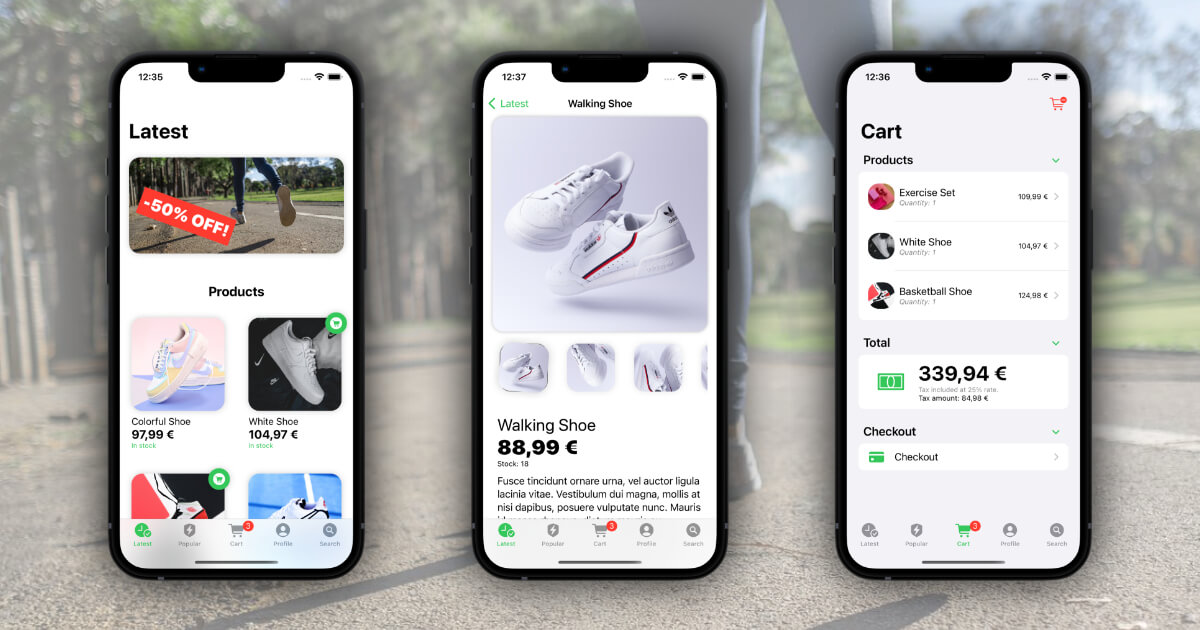 12:35
Latest
-50% OFF!
Products
Colorful Shoe
97,99 €
In stock
White Shoe
104,97 €
In stock
Latest
Popular
3
Cart
Profile
Search
12:37
Latest
Walking Shoe
adidas
Walking Shoe
88,99 €
Stock: 18
Fusce tincidunt ornare urna, vel auctor ligula
lacinia vitae. Vestibulum dui magna, mollis at
nisi dapibus, posuere vulputate nunc. Mauris
Latest
Popular
3
Cart
Profile
Search
12:36
Cart
Products
Exercise Set
Quantity: 1
109,99 €
White Shoe
Quantity: 1
104,97 €
Basketball Shoe
Quantity: 1
124,98 €
Total
339,94 €
Tax included at 25% rate.
Tax amount: 84,98 €
Checkout
Checkout
Latest
Popular
3
Cart
Profile
Search